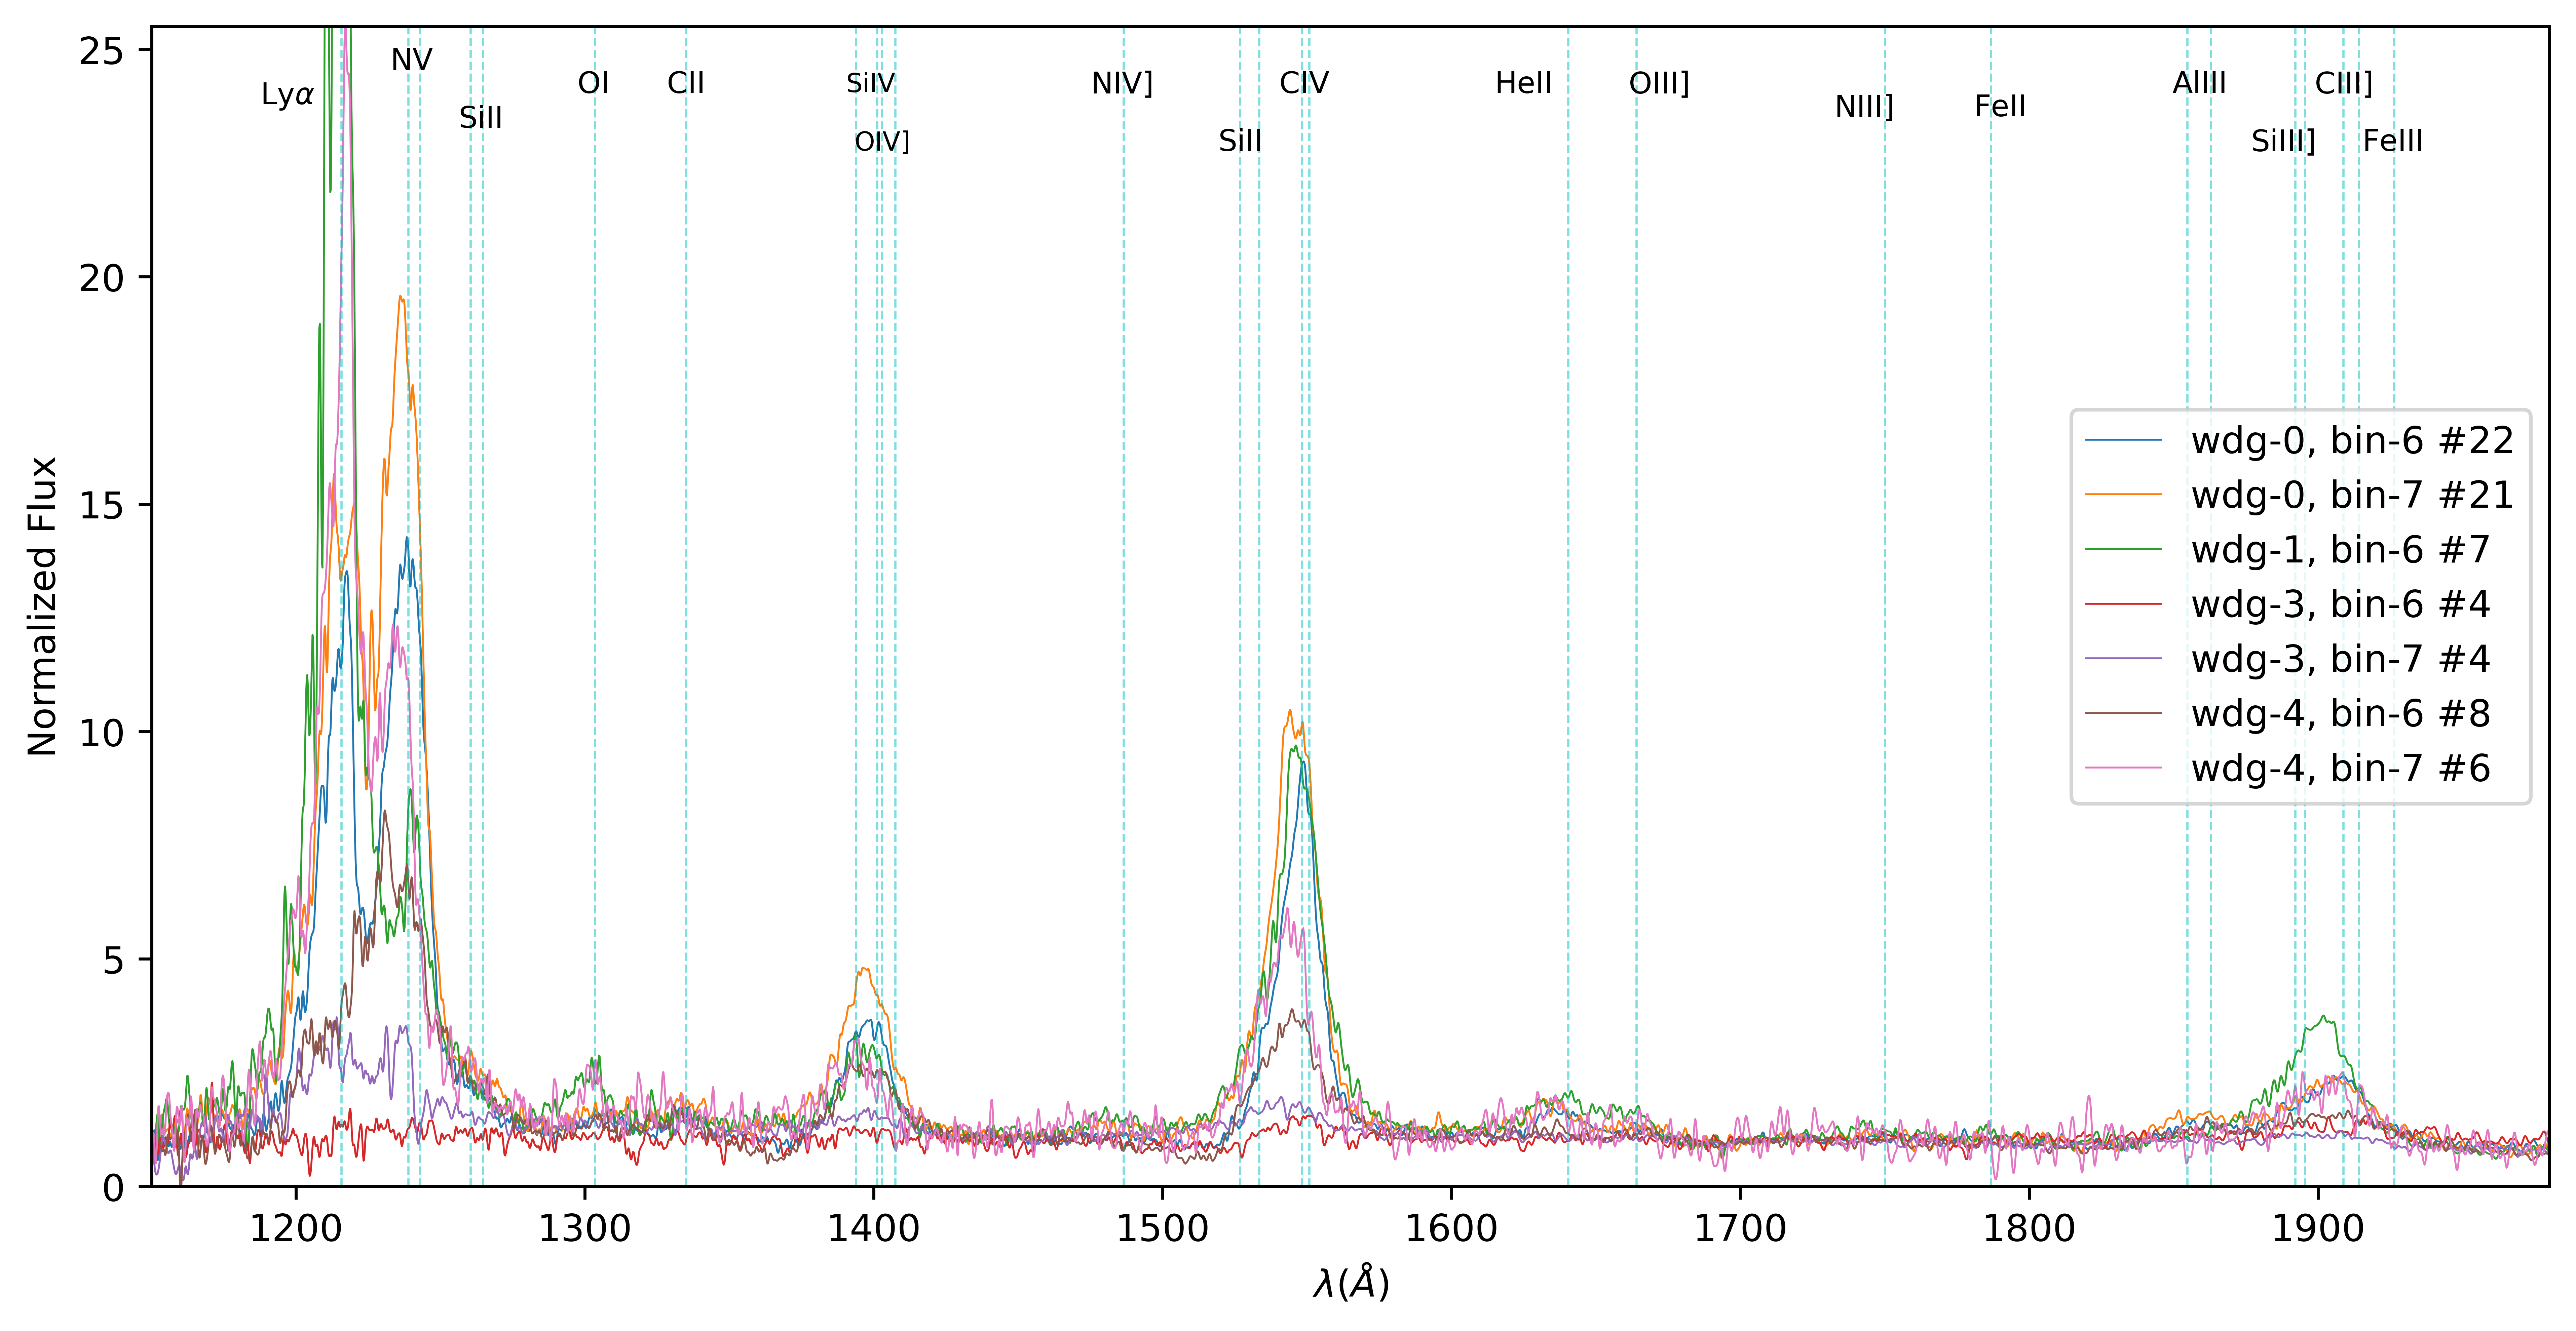 25
20
15
10
5
0
Normalized Flux
NV
Lyα
SiII
OI
CII
SiIV
OIV]
NIV]
SiII
CIV
HeII
OIII]
NIII]
FeII
AlIII
CIII]
SiIII]
FeIII
wdg-0, bin-6 #22
wdg-0, bin-7 #21
wdg-1, bin-6 #7
wdg-3, bin-6 #4
wdg-3, bin-7 #4
wdg-4, bin-6 #8
wdg-4, bin-7 #6
1200 1300 1400 1500 1600 1700 1800 1900
λ(Å)